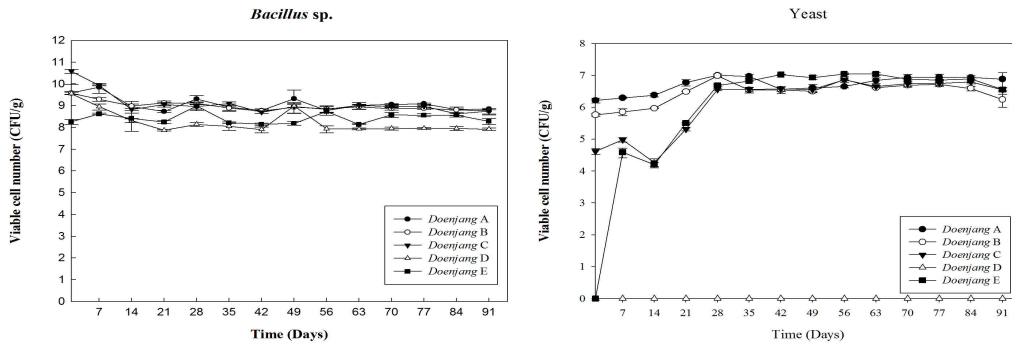 Bacillus sp.
Viable cell number (CFU/g)
12
11
10
9
8
7
6
5
4
3
2
1
0
Doenjang A
Doenjang B
Doenjang C
Doenjang D
Doenjang E
7 14 21 28 35 42 49 56 63 70 77 84 91
Time (Days)
Yeast
Viable cell number (CFU/g)
8
7
6
5
4
3
2
1
0
Doenjang A
Doenjang B
Doenjang C
Doenjang D
Doenjang E
7 14 21 28 35 42 49 56 63 70 77 84 91
Time (Days)